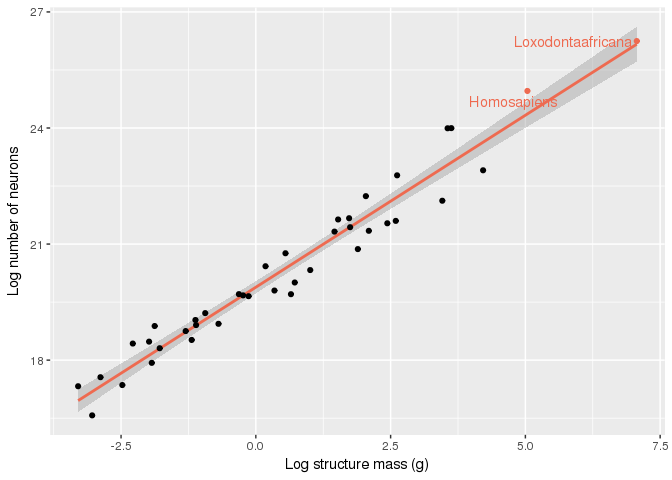 27
24
21
18
Log number of neurons
Loxodontaafricana
Homosapiens
-2.5
0.0
2.5
5.0
7.5
Log structure mass (g)